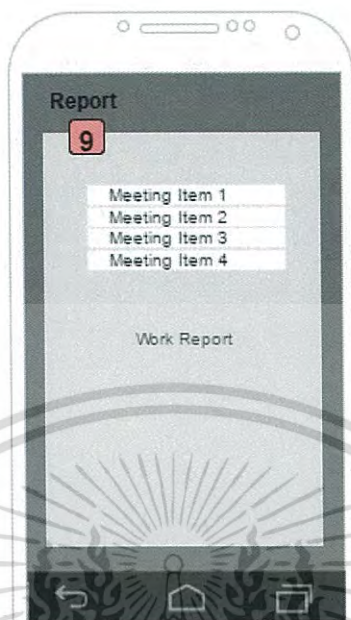 Report
9
Meeting Item 1
Meeting Item 2
Meeting Item 3
Meeting Item 4
Work Report